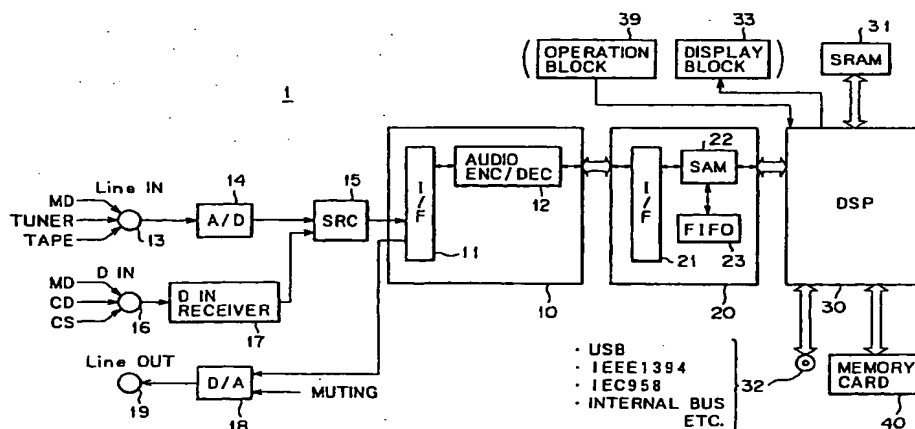 39
33
31
( OPERATION BLOCK
DISPLAY BLOCK )
SRAM
1
22
Line IN
14
15
MD
TUNER
TAPE
13
A/D
SRC
I/F
AUDIO ENC/DEC
12
11
10
I/F
21
SAM
FIFO
23
20
DSP
30
D IN
MD
CD
CS
16
D IN RECEIVER
17
Line OUT
19
D/A
18
MUTING
· USB
· IEEE1394
· IEC958
· INTERNAL BUS
ETC.
32
MEMORY CARD
40